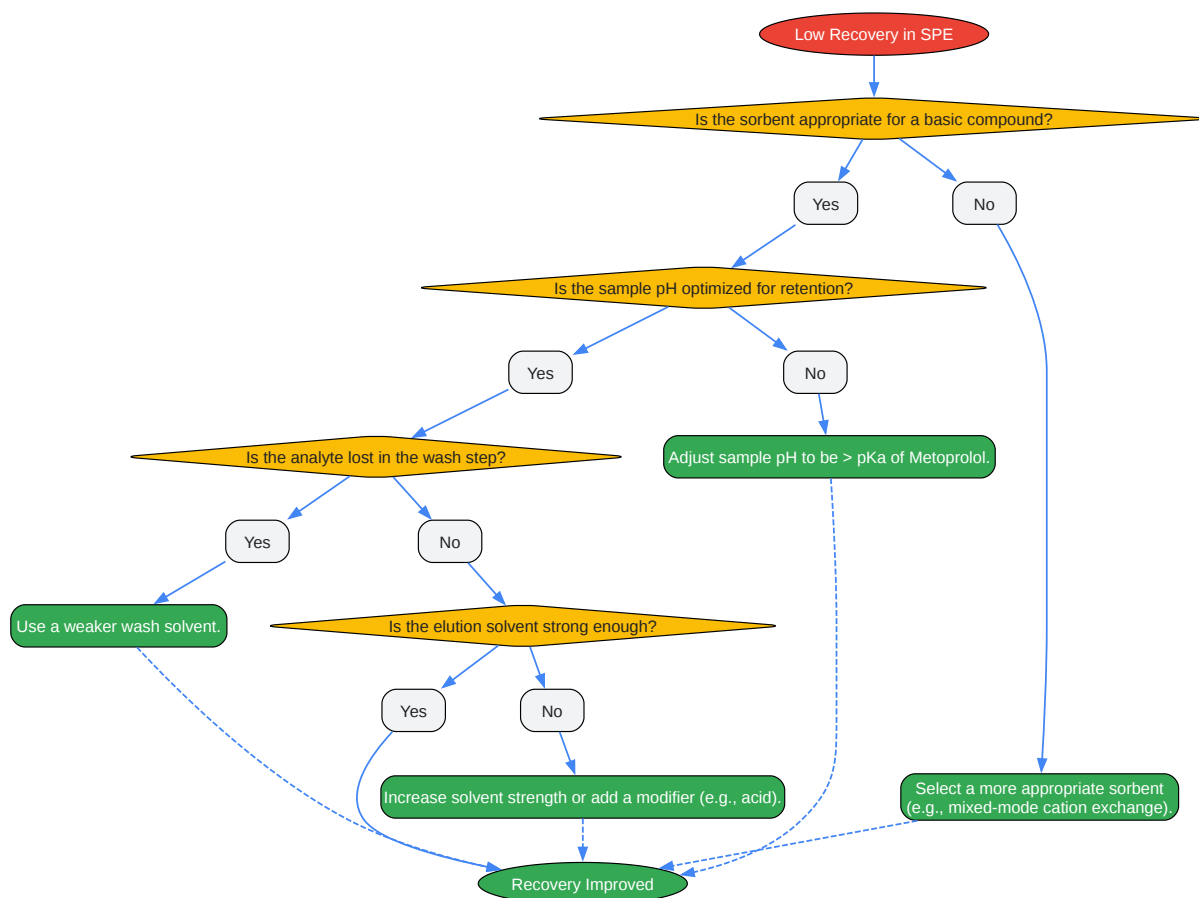 Low Recovery in SPE
Is the sorbent appropriate for a basic compound?
Yes
No
Is the sample pH optimized for retention?
Yes
No
Is the analyte lost in the wash step?
Adjust sample pH to be > pKa of Metoprolol.
Yes
No
Use a weaker wash solvent.
Is the elution solvent strong enough?
Yes
No
Increase solvent strength or add a modifier (e.g., acid).
Select a more appropriate sorbent
(e.g., mixed-mode cation exchange).
Recovery Improved